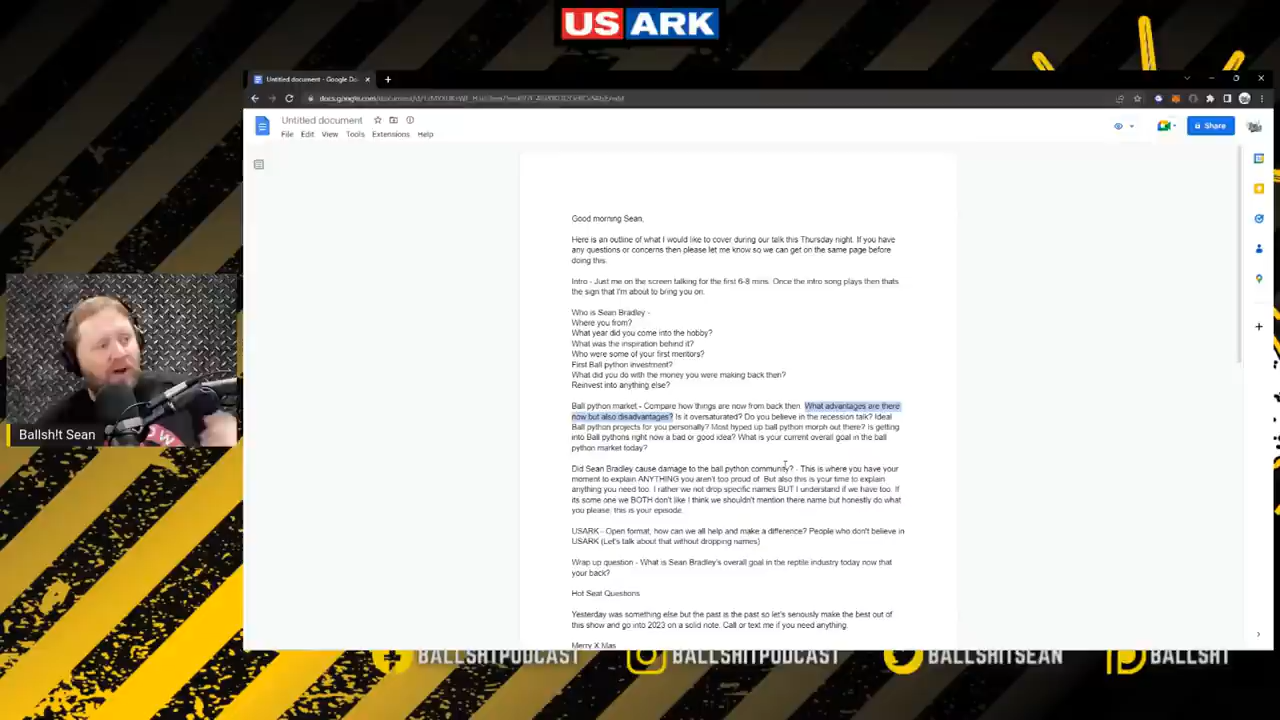 US ARK
Untitled document - Google Do
Untitled document
File Edit View Tools Extensions Help
Share
Good morning Sean,
Here is an outline of what I would like to cover during our talk this Thursday night. If you have
any questions or concerns then please let me know so we can get on the same page before
doing this.
Intro - Just me on the screen talking for the first 6-8 mins. Once the intro song plays then thats
the sign that I'm about to bring you on.
Who is Sean Bradley -
Where you from?
What year did you come into the hobby?
What was the inspiration behind it?
Who were some of your first mentors?
First Ball python investment?
What did you do with the money you were making back then?
Reinvest into anything else?
Ball python market - Compare how things are now from back then. What advantages are there
now but also disadvantages? Is it oversaturated? Do you believe in the recession talk? Ideal
Ball python projects for you personally? Most hyped up ball python morph out there? Is getting
into Ball pythons right now a bad or good idea? What is your current overall goal in the ball
python market today?
Did Sean Bradley cause damage to the ball python community? - This is where you have your
moment to explain ANYTHING you aren't too proud of. But also this is your time to explain
anything you need too. I rather we not drop specific names BUT I understand if we have too. If
its some one we BOTH don't like I think we shouldn't mention there name but honestly do what
you please; this is your episode.
USARK - Open format, how can we all help and make a difference? People who don't believe in
USARK (Let's talk about that without dropping names)
Wrap up question - What is Sean Bradley's overall goal in the reptile industry today now that
your back?
Hot Seat Questions
Yesterday was something else but the past is the past so let's seriously make the best out of
this show and go into 2023 on a solid note. Call or text me if you need anything.
Merry X Mas
Ballsh!t Sean
BALLSHITPODCAST BALLSHITPODCAST BALLSHITSEAN BALLSHT